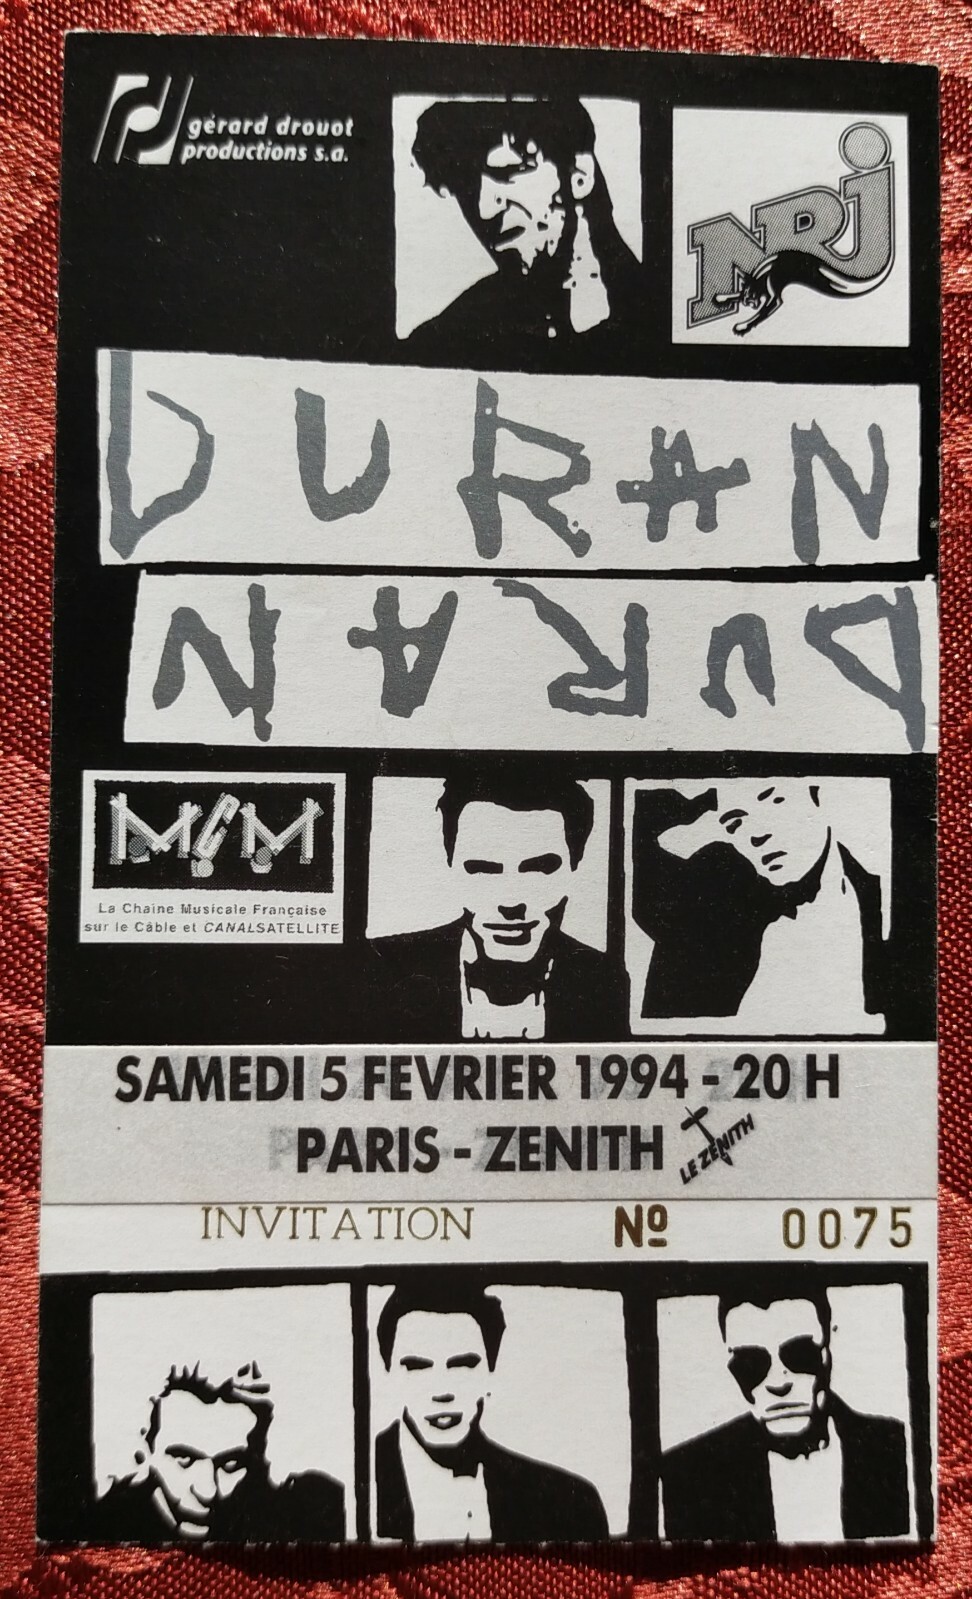 gérard drouot
productions s.a.
NRJ
DURAN
DURAN
MCM
La Chaine Musicale Française
sur le Câble et CANALSATELLITE
SAMEDI 5 FEVRIER 1994 - 20 H
PARIS - ZENITH
LE ZENITH
INVITATION Nº 0075